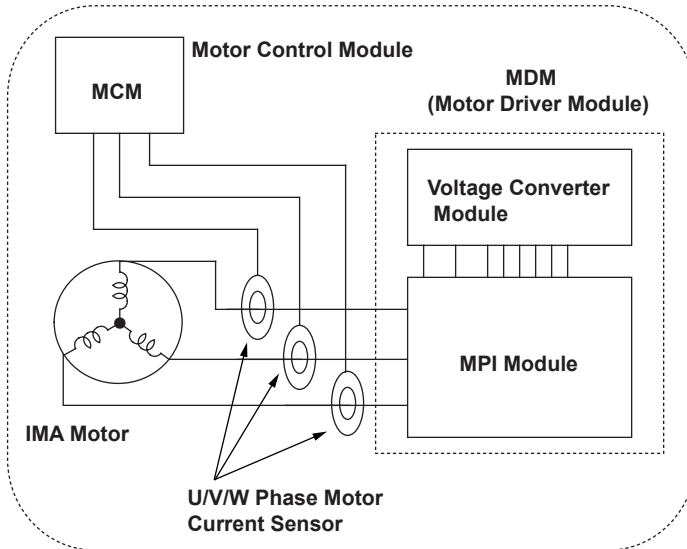 Motor Control Module
MCM
MDM
(Motor Driver Module)
Voltage Converter
Module
MPI Module
IMA Motor
U/V/W Phase Motor
Current Sensor